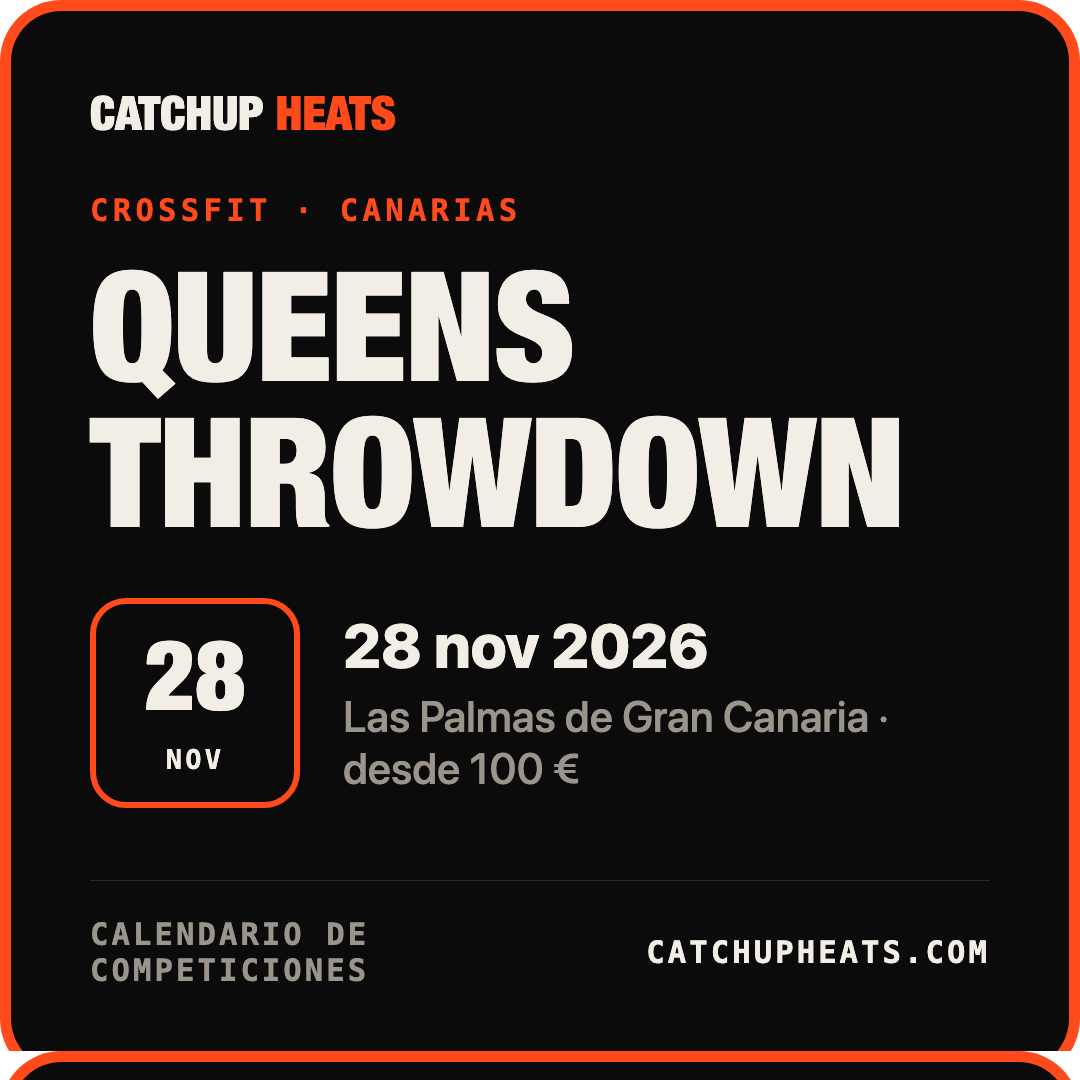 CATCHUP HEATS
CROSSFIT · CANARIAS
QUEENS
THROWDOWN
28
NOV
28 nov 2026
Las Palmas de Gran Canaria ·
desde 100 €
CALENDARIO DE
COMPETICIONES
CATCHUPHEATS.COM